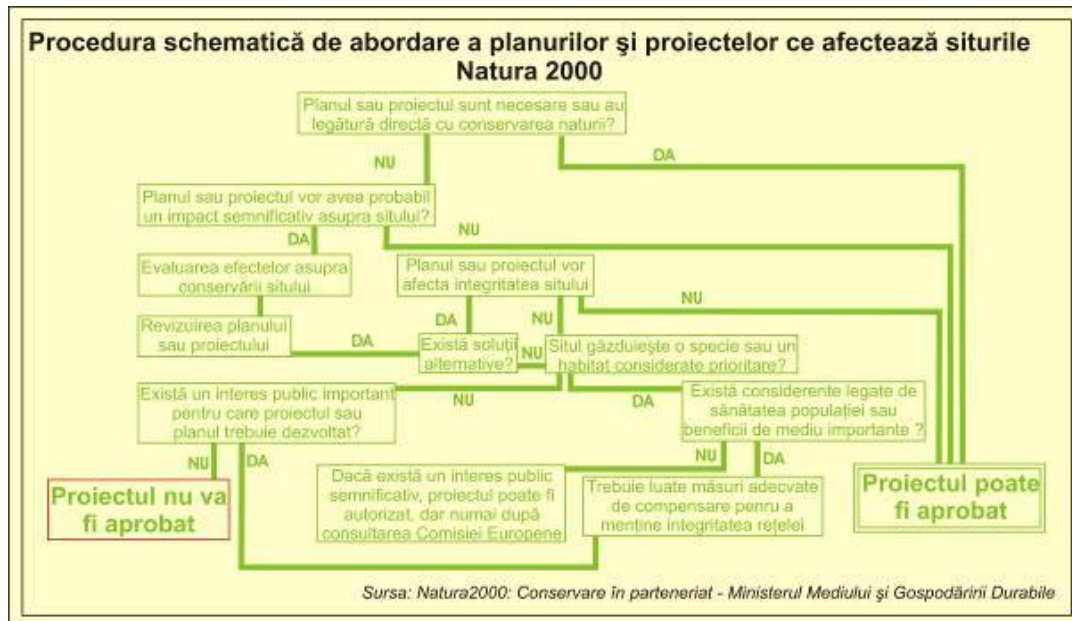 Procedura schematică de abordare a planurilor şi proiectelor ce afectează siturile
Natura 2000
Planul sau proiectul sunt necesare sau au
legătură directă cu conservarea naturii?
NU
DA
Planul sau proiectul vor avea probabil
un impact semnificativ asupra sitului?
DA
NU
Evaluarea efectelor asupra
conservării sitului
Planul sau proiectul vor
afecta integritatea sitului
NU
Revizuirea planului
sau proiectului
DA
DA
NU
Există soluţii
alternative?
NU
Situl găzduieşte o specie sau un
habitat considerate prioritare?
Există un interes public important
pentru care proiectul sau
planul trebuie dezvoltat?
NU
DA
Există considerente legate de
sănătatea populaţiei sau
beneficii de mediu importante ?
NU
DA
NU
DA
Proiectul nu va
fi aprobat
Dacă există un interes public
semnificativ, proiectul poate fi
autorizat, dar numai după
consultarea Comisiei Europene
Trebuie luate măsuri adecvate
de compensare penru a
menţine integritatea reţelei
Proiectul poate
fi aprobat
Sursa: Natura2000: Conservare în parteneriat - Ministerul Mediului şi Gospodăririi Durabile